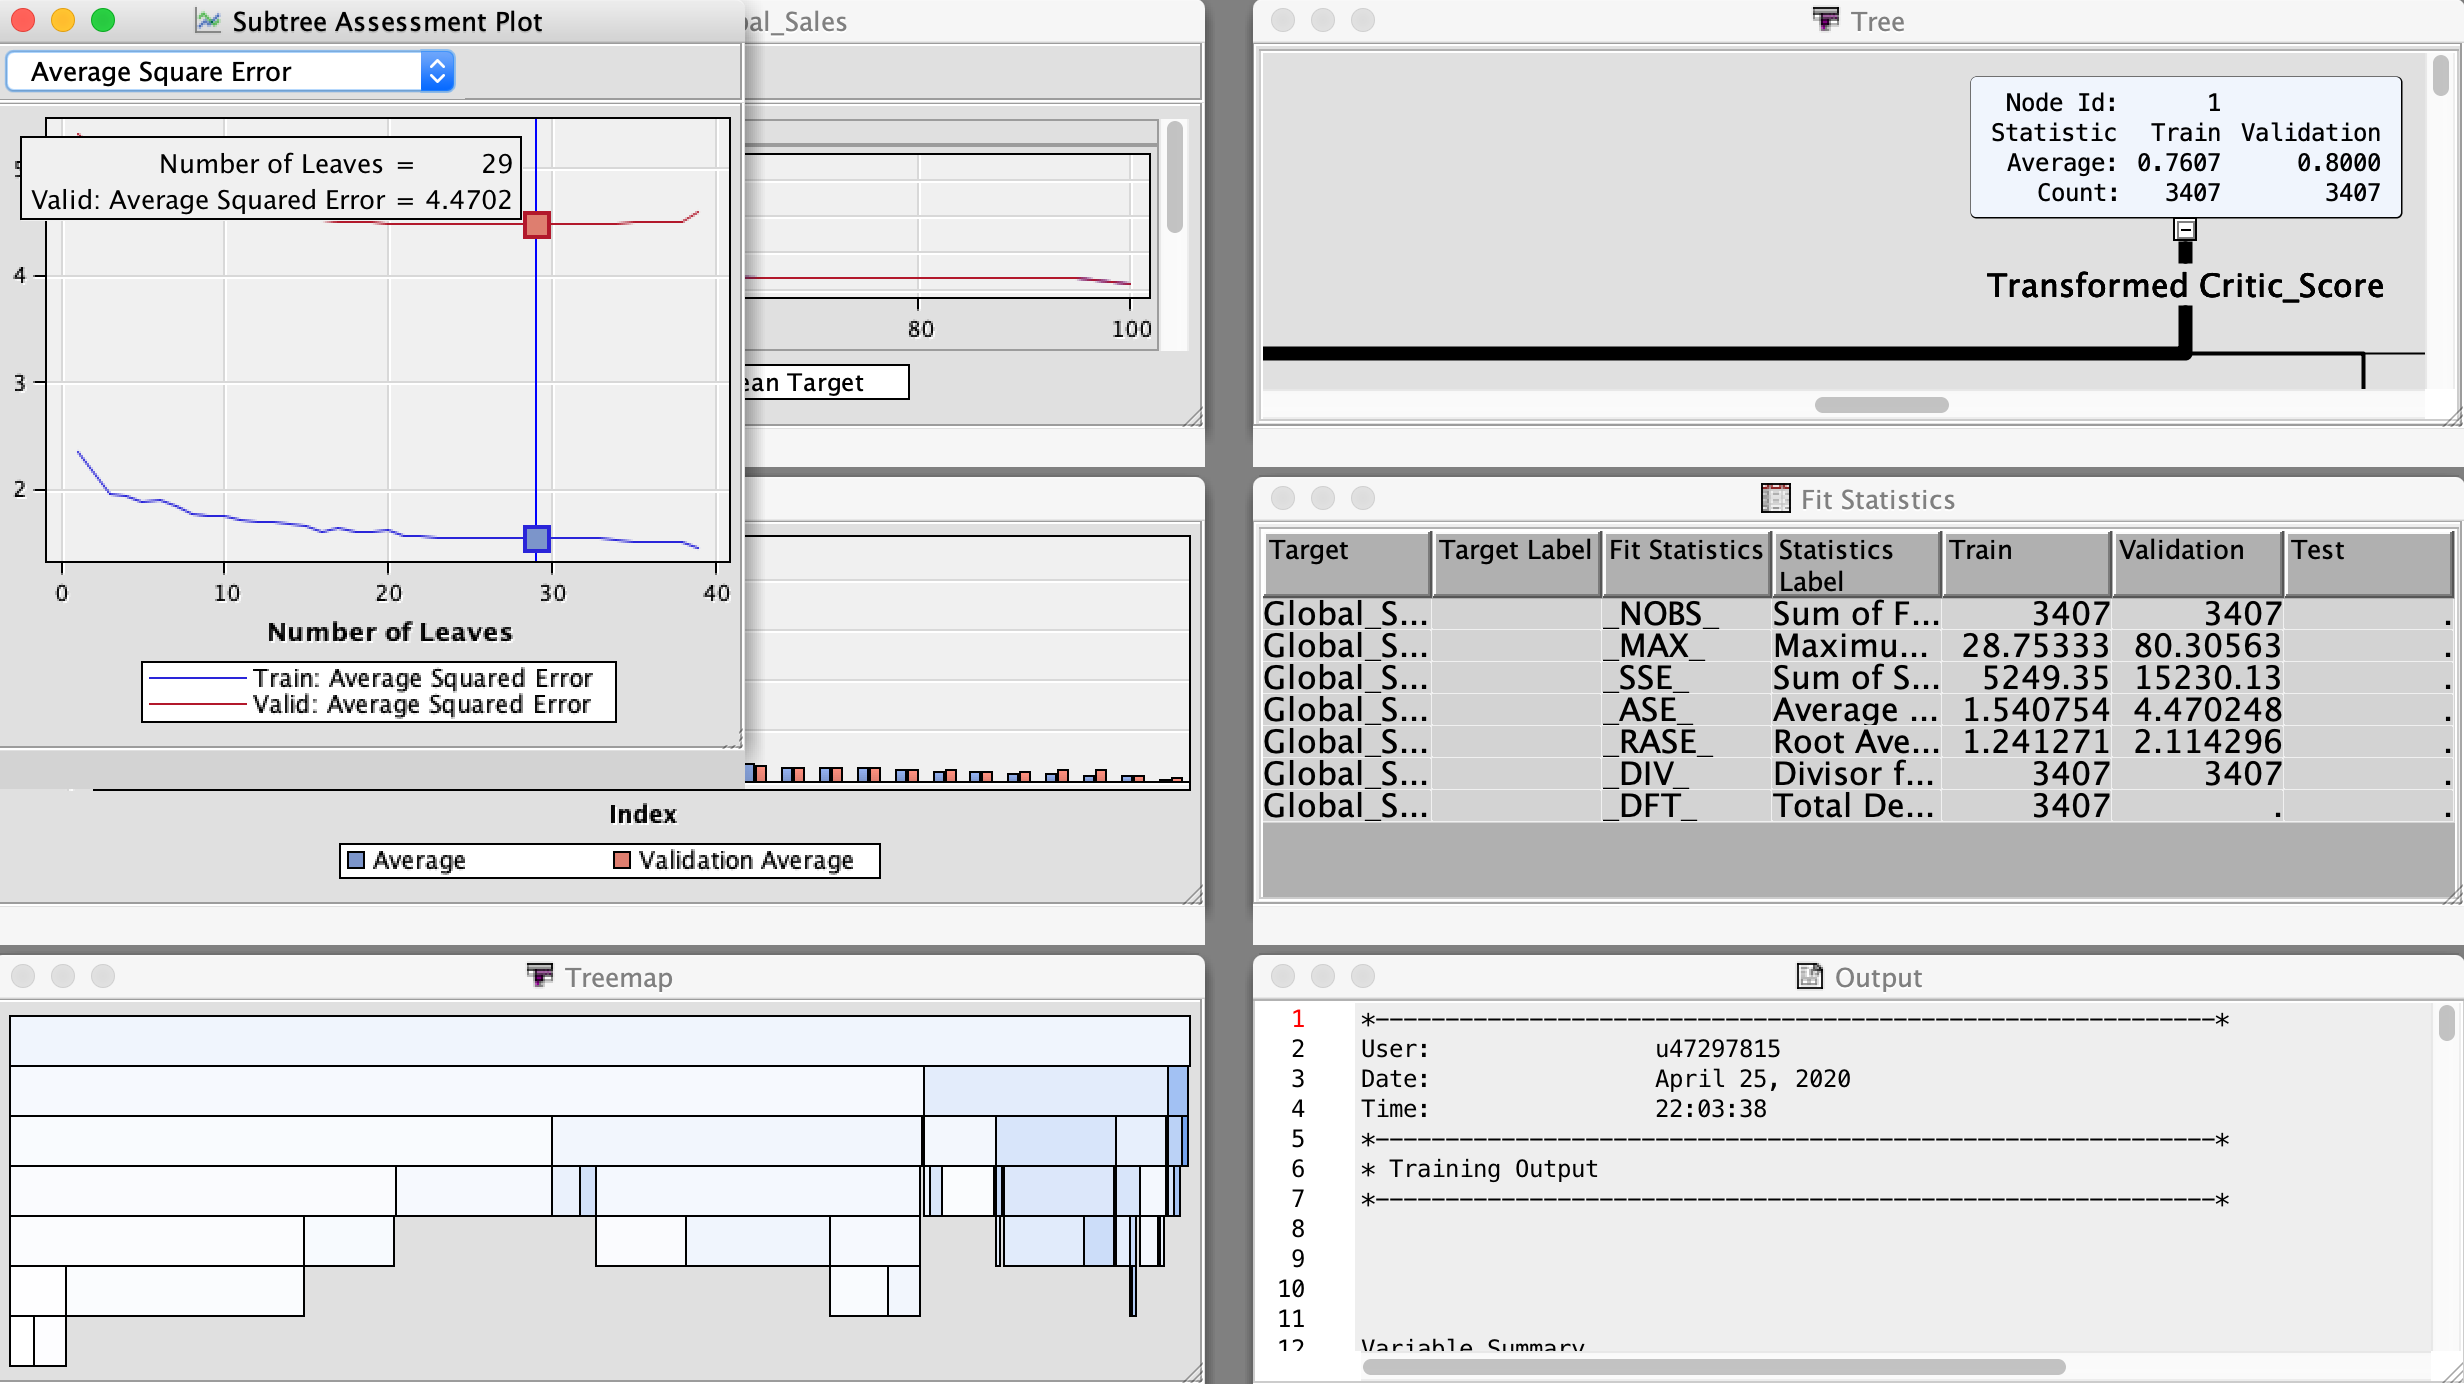 Subtree Assessment Plot
Average Square Error
Number of Leaves = 29
Valid: Average Squared Error = 4.4702
4
3
2
0 10 20 30 40
Number of Leaves
Train: Average Squared Error
Valid: Average Squared Error
al_Sales
80 100
ean Target
Index
Average Validation Average
Treemap
Tree
Node Id: 1
Statistic Train Validation
Average: 0.7607 0.8000
Count: 3407 3407
Transformed Critic_Score
Fit Statistics
Target Target Label Fit Statistics Statistics Label Train Validation Test
Global_S... _NOBS_ Sum of F... 3407 3407 .
Global_S... _MAX_ Maximu... 28.75333 80.30563 .
Global_S... _SSE_ Sum of S... 5249.35 15230.13 .
Global_S... _ASE_ Average ... 1.540754 4.470248 .
Global_S... _RASE_ Root Ave... 1.241271 2.114296 .
Global_S... _DIV_ Divisor f... 3407 3407 .
Global_S... _DFT_ Total De... 3407 . .
Output
1 *------------------------------------------------------------*
2 User: u47297815
3 Date: April 25, 2020
4 Time: 22:03:38
5 *------------------------------------------------------------*
6 * Training Output
7 *------------------------------------------------------------*
8
9
10
11
12 Variable Summary